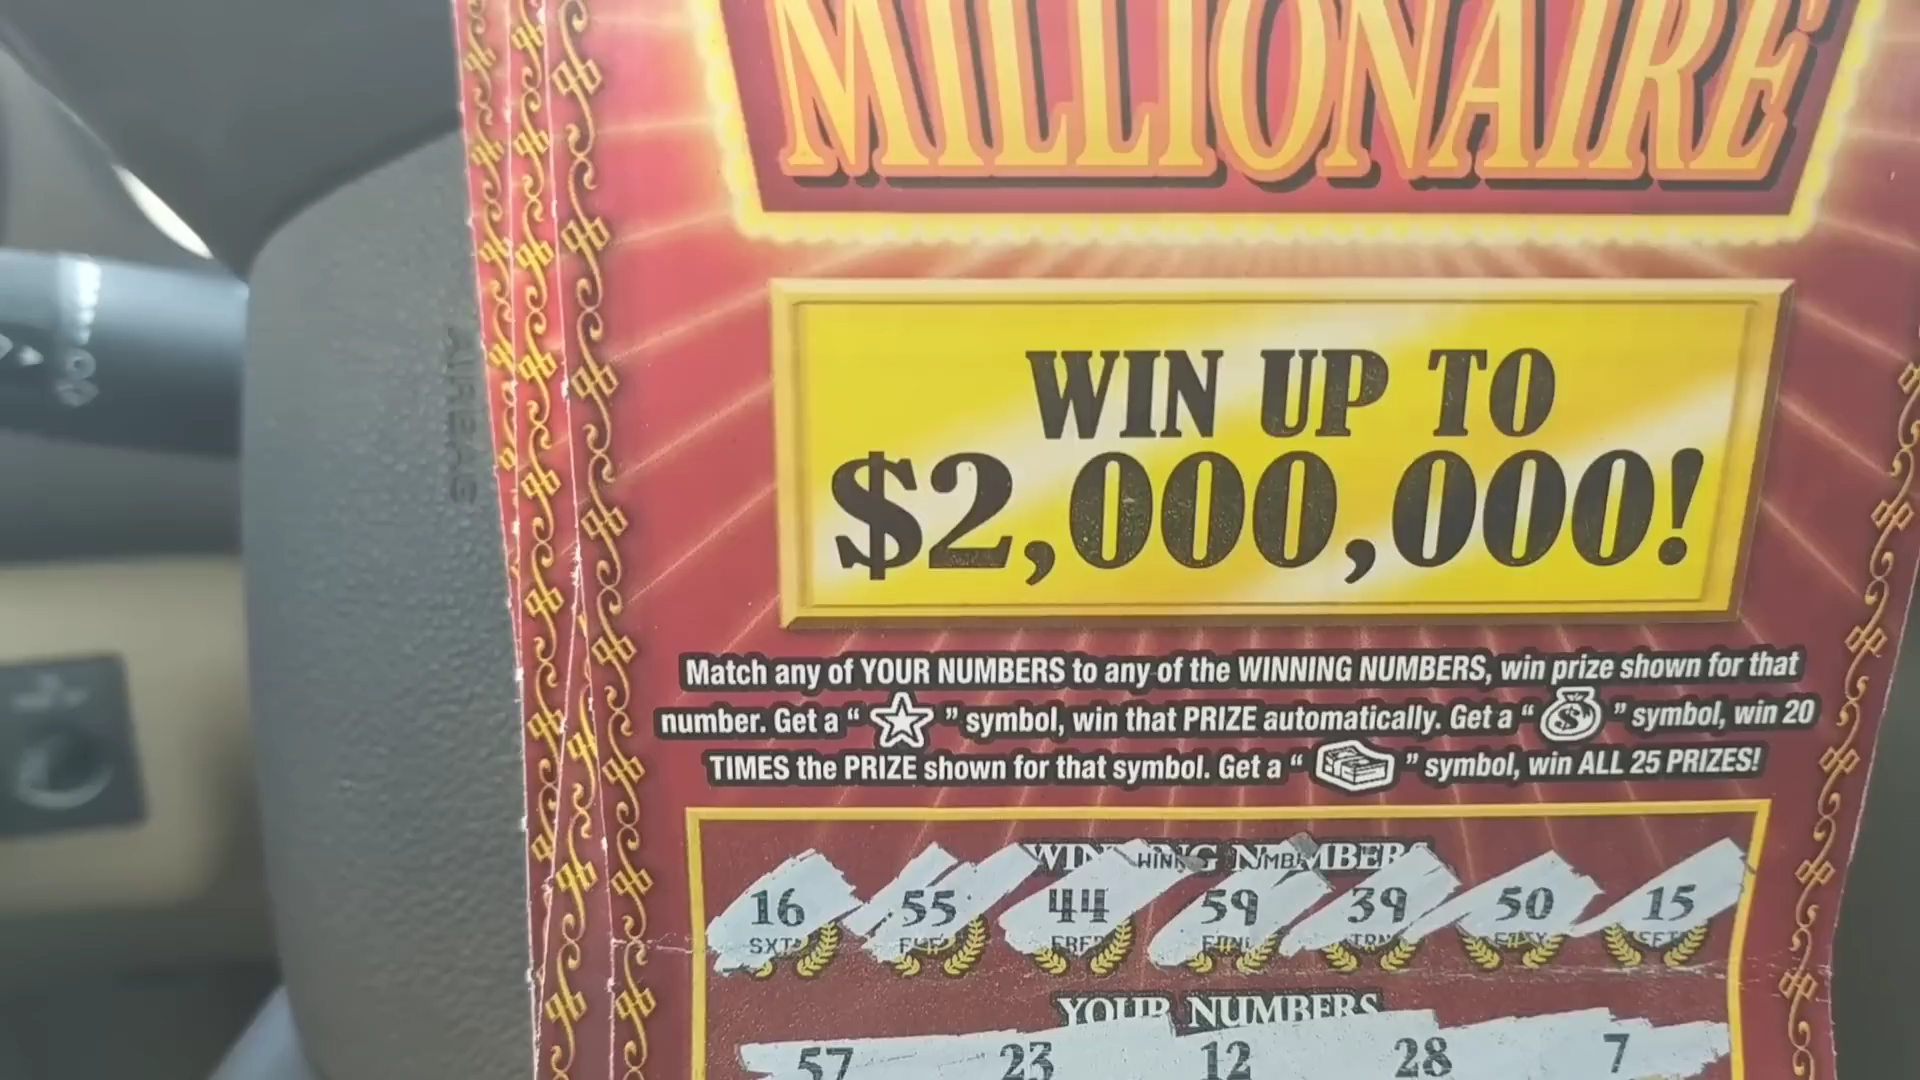 MILLIONAIRE
WIN UP TO
$2,000,000!
Match any of YOUR NUMBERS to any of the WINNING NUMBERS, win prize shown for that
number. Get a “ ” symbol, win that PRIZE automatically. Get a “ ” symbol, win 20
TIMES the PRIZE shown for that symbol. Get a “ ” symbol, win ALL 25 PRIZES!
WINNING NUMBERS
16 55 44 59 39 50 15
YOUR NUMBERS
57 23 12 28 7